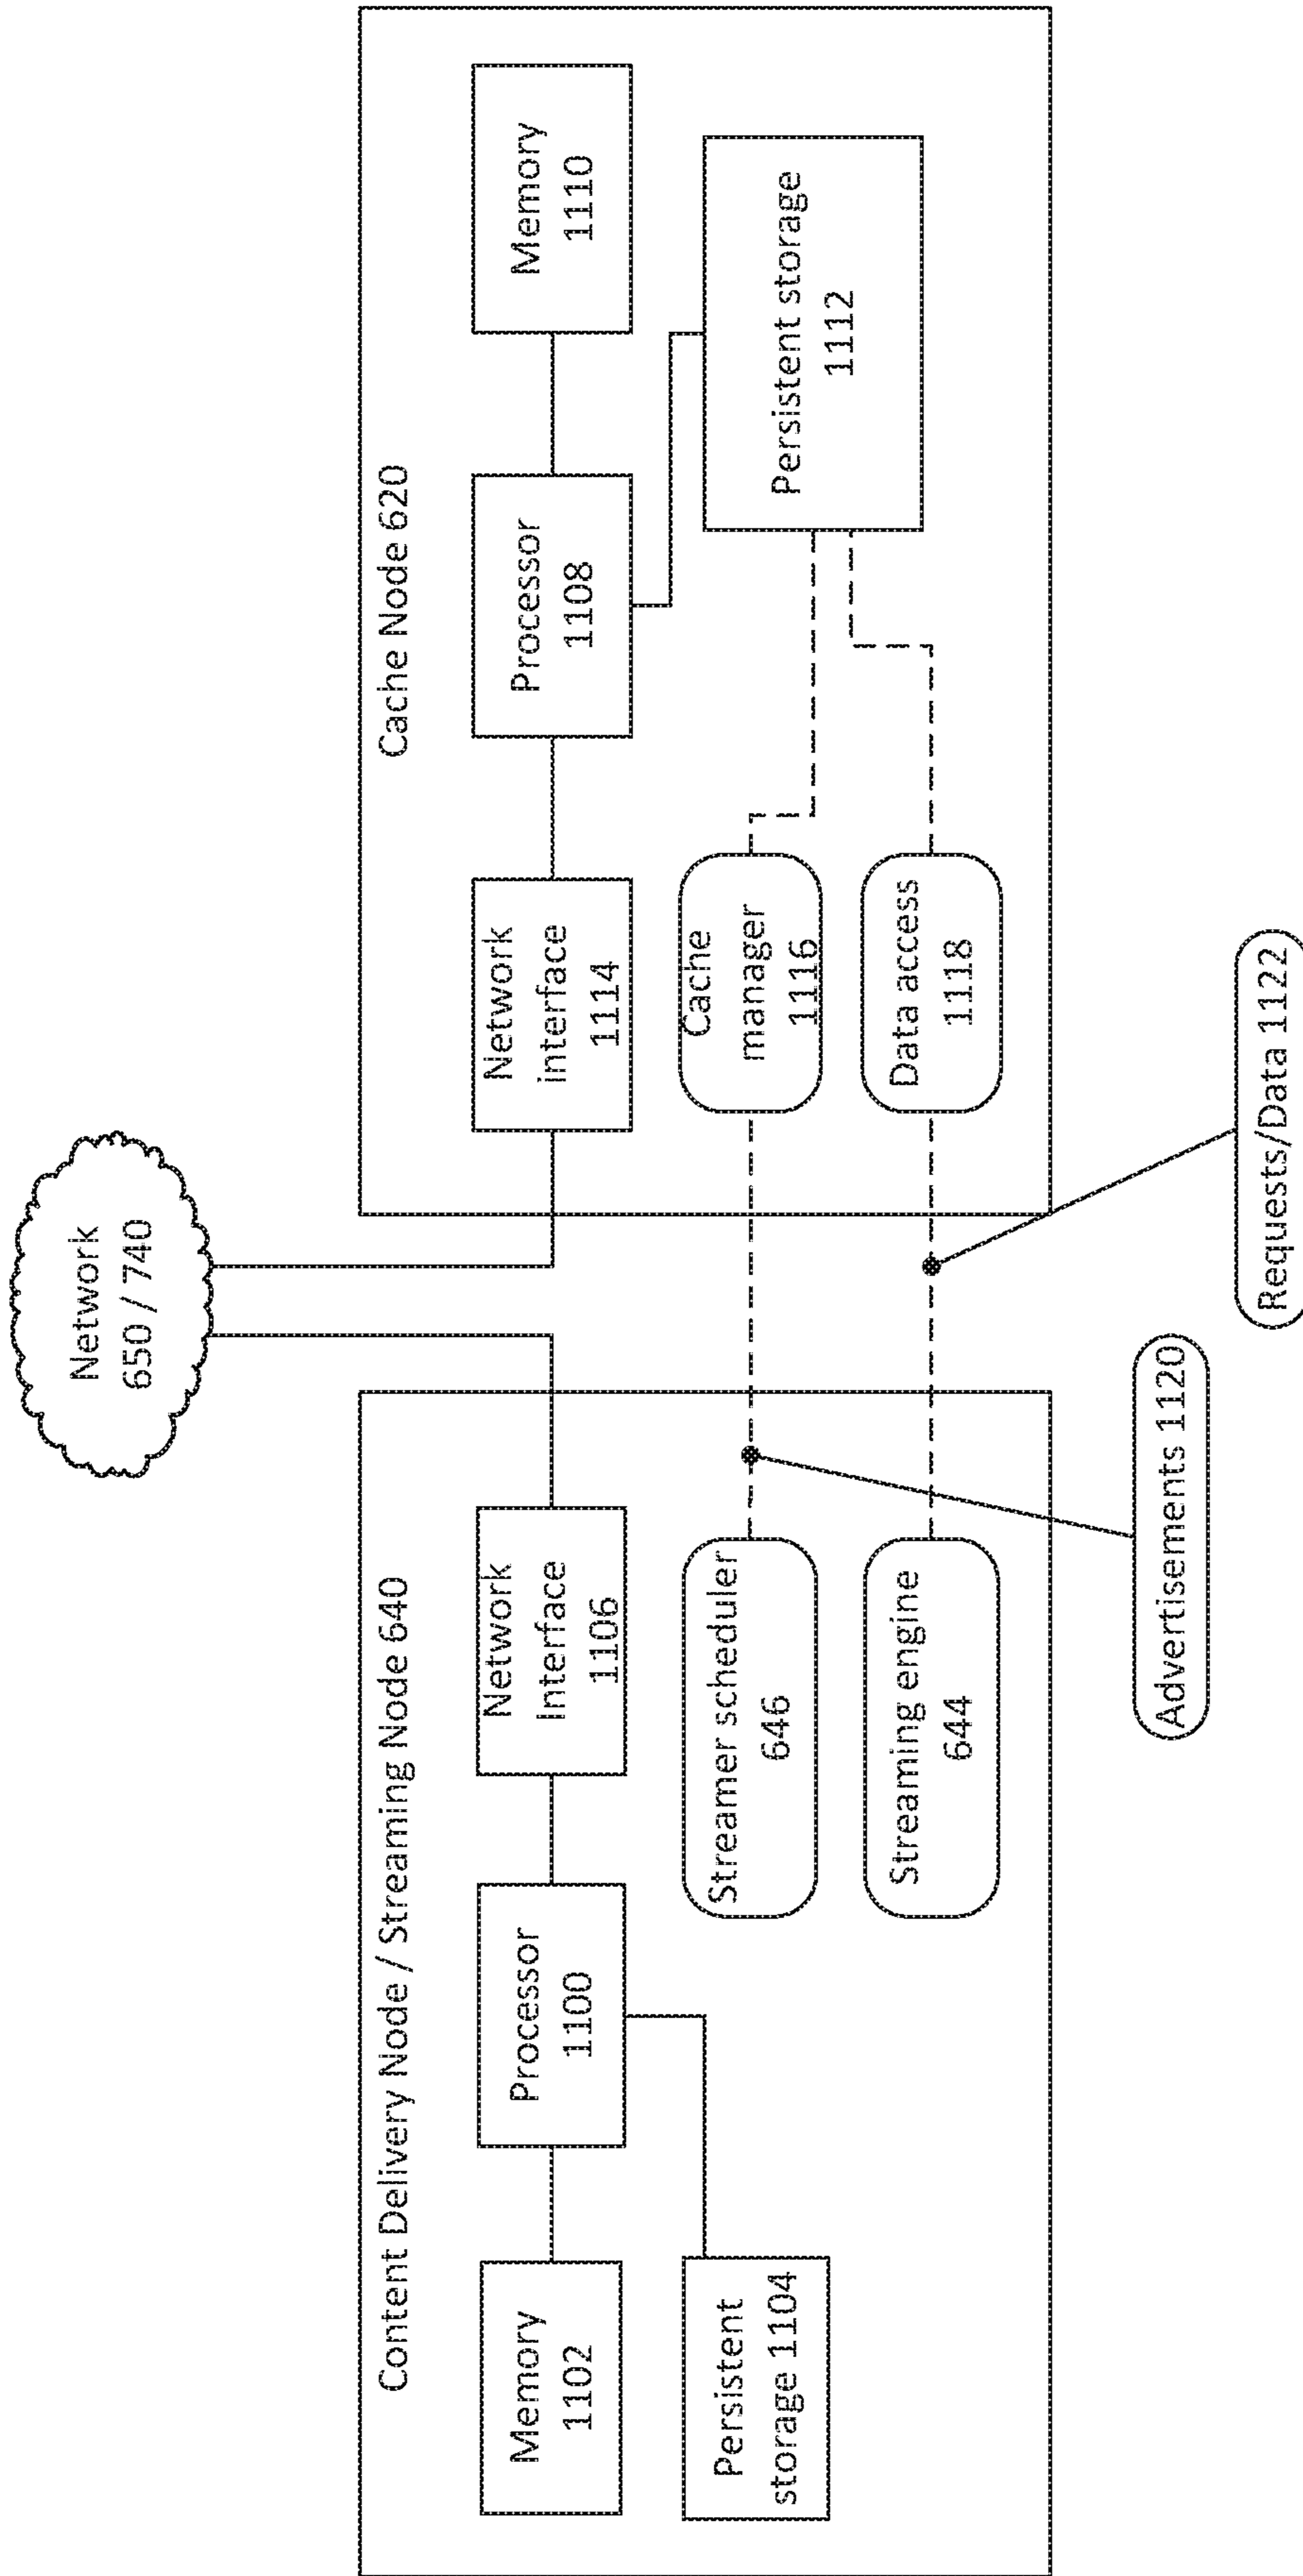 Network
650 / 740
Content Delivery Node / Streaming Node 640
Memory
1102
Processor
1100
Network
Interface
1106
Persistent
storage 1104
Streamer scheduler
646
Streaming engine
644
Cache Node 620
Network
interface
1114
Processor
1108
Memory
1110
Cache
manager
1116
Data access
1118
Persistent storage
1112
Advertisements 1120
Requests/Data 1122